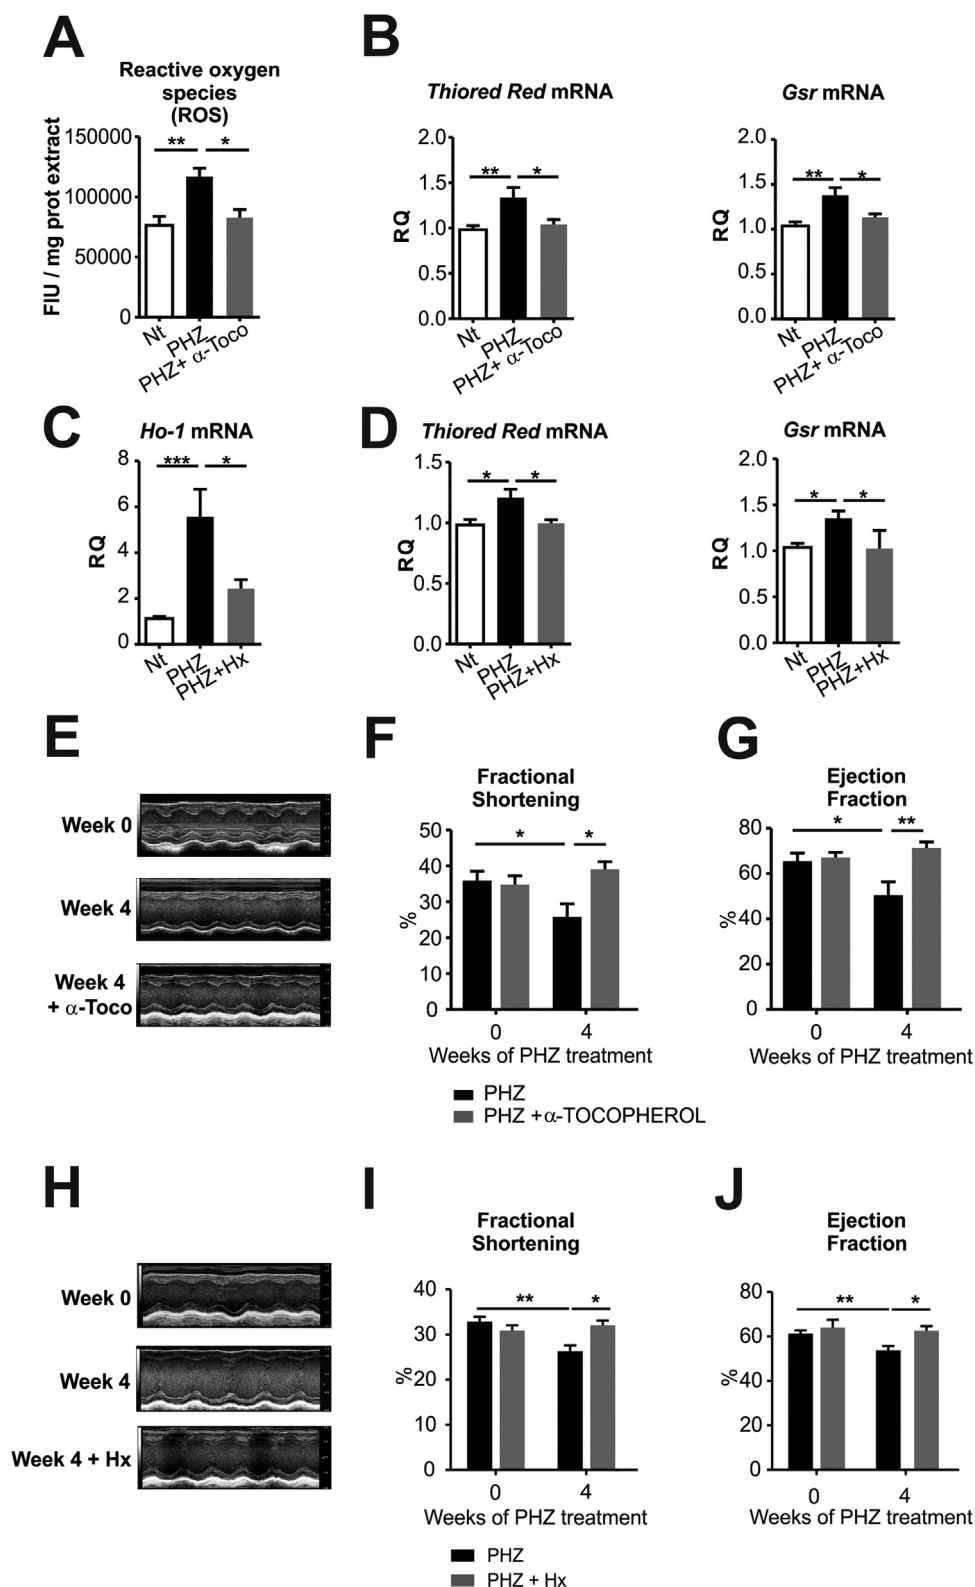 A
B
Reactive oxygen
species
(ROS)
FIU / mg prot extract
150000
100000
50000
0
** *
Nt
PHZ
PHZ+ α-Toco
Thiored Red mRNA
RQ
2.0
1.5
1.0
0.5
0.0
** *
Nt
PHZ
PHZ+ α-Toco
Gsr mRNA
RQ
2.0
1.5
1.0
0.5
0.0
** *
Nt
PHZ
PHZ+ α-Toco
C
D
Ho-1 mRNA
RQ
8
6
4
2
0
*** *
Nt
PHZ
PHZ+Hx
Thiored Red mRNA
RQ
1.5
1.0
0.5
0.0
* *
Nt
PHZ
PHZ+Hx
Gsr mRNA
RQ
2.0
1.5
1.0
0.5
0.0
* *
Nt
PHZ
PHZ+Hx
E
Week 0
Week 4
Week 4
+ α-Toco
F
Fractional
Shortening
%
50
40
30
20
10
0
* *
0 4
Weeks of PHZ treatment
G
Ejection
Fraction
%
80
60
40
60
0
* **
0 4
Weeks of PHZ treatment
PHZ
PHZ +α-TOCOPHEROL
H
Week 0
Week 4
Week 4 + Hx
I
Fractional
Shortening
%
40
30
20
10
0
** *
0 4
Weeks of PHZ treatment
J
Ejection
Fraction
%
80
60
40
60
0
** *
0 4
Weeks of PHZ treatment
PHZ
PHZ + Hx